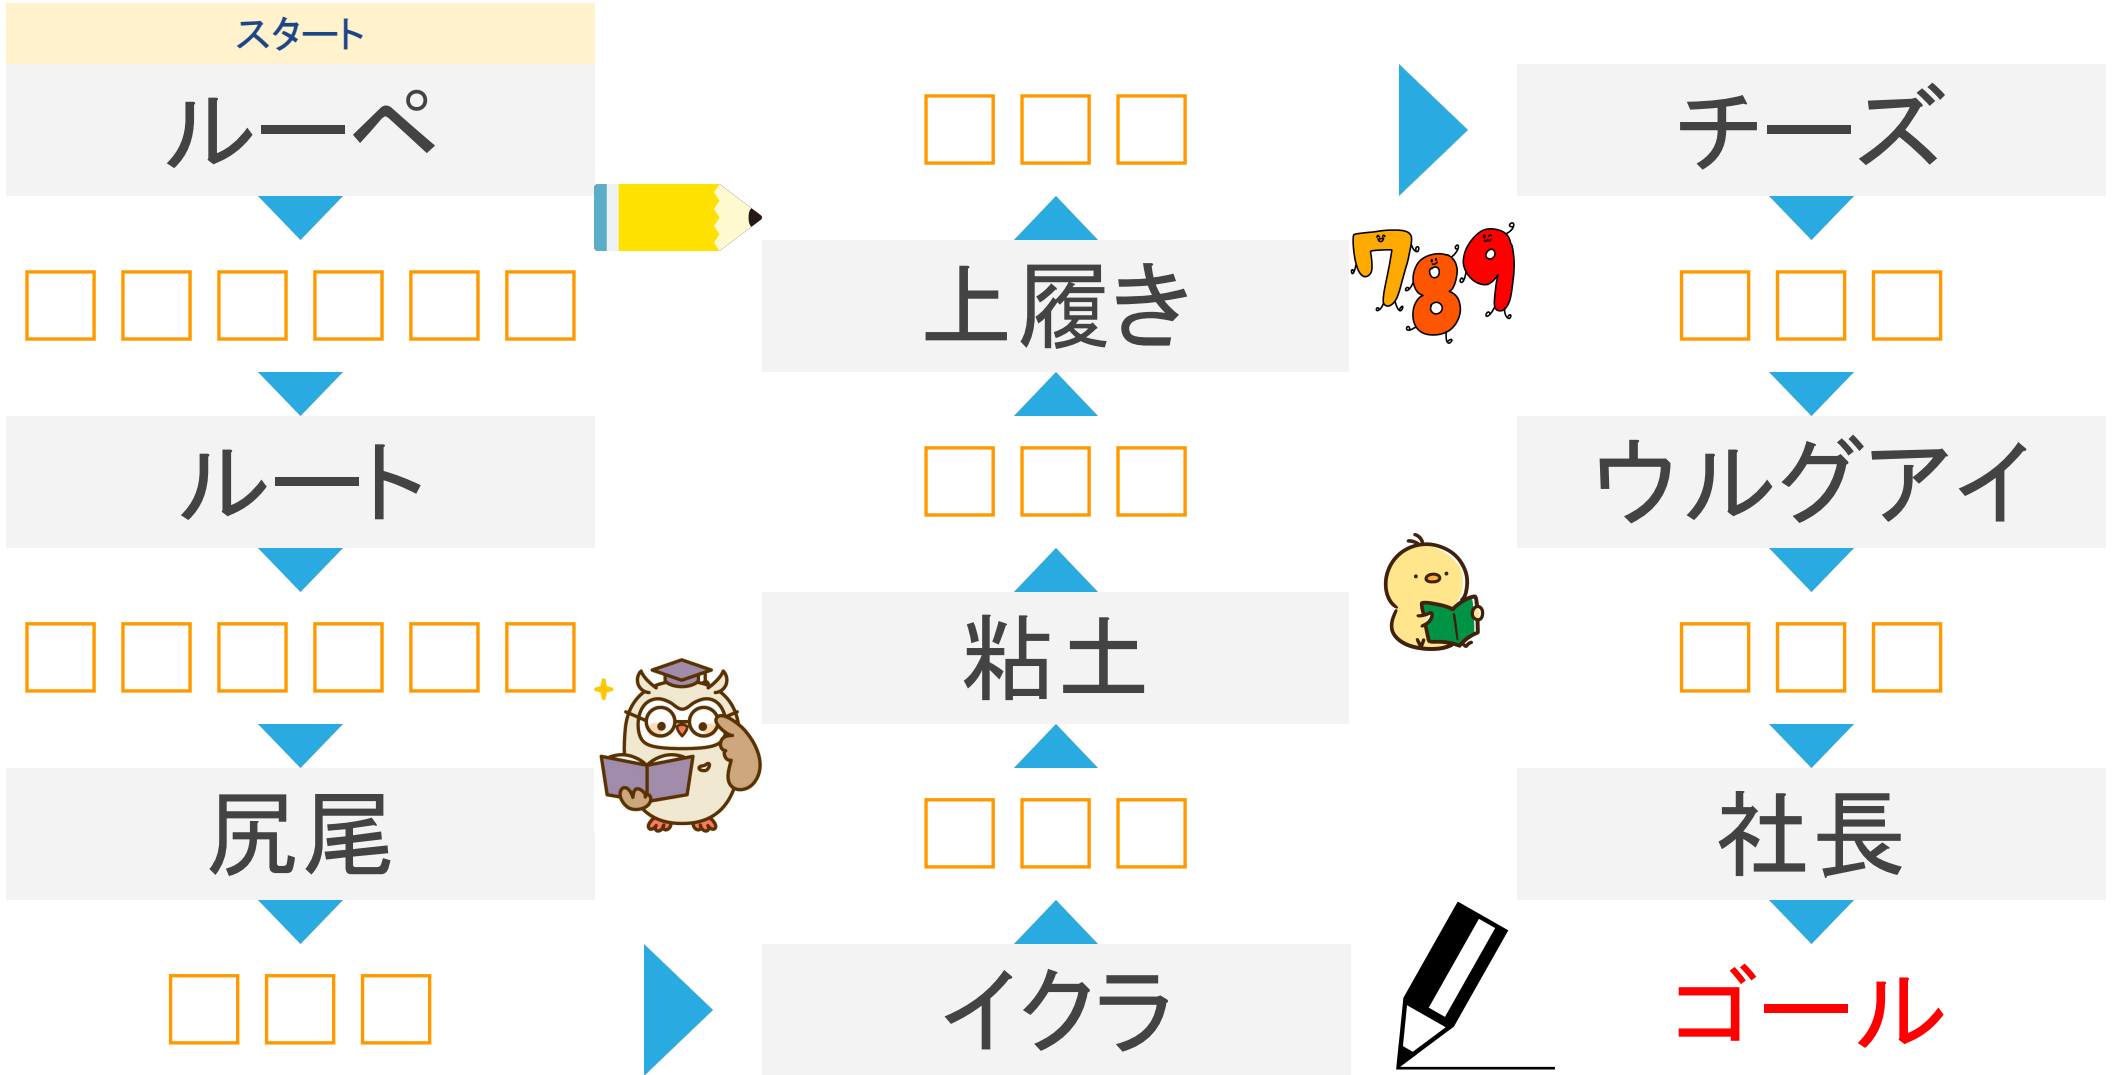 スタート
ルーペ
ルート
尻尾
イクラ
粘土
上履き
789
チーズ
ウルグアイ
社長
ゴール